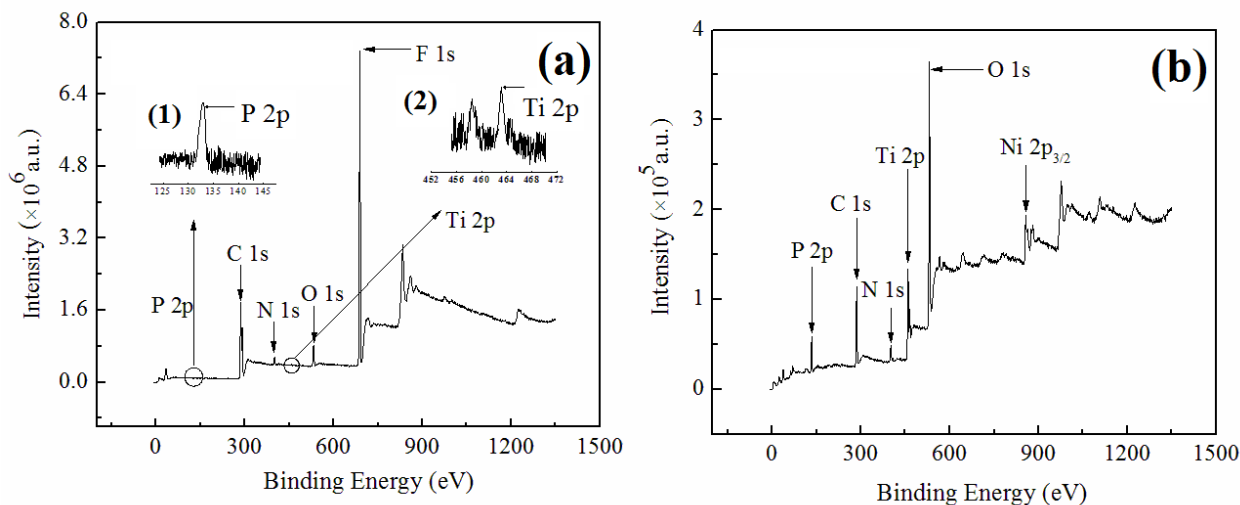 (a)
8.0
6.4
4.8
3.2
1.6
0.0
Intensity (×10⁶ a.u.)
F 1s
(1)
P 2p
125 130 135 140 145
(2)
Ti 2p
452 456 460 464 468 472
Ti 2p
C 1s
P 2p
N 1s
O 1s
0 300 600 900 1200 1500
Binding Energy (eV)
(b)
4
3
2
1
0
Intensity (×10⁵ a.u.)
O 1s
Ni 2p₃/₂
Ti 2p
C 1s
P 2p
N 1s
0 300 600 900 1200 1500
Binding Energy (eV)